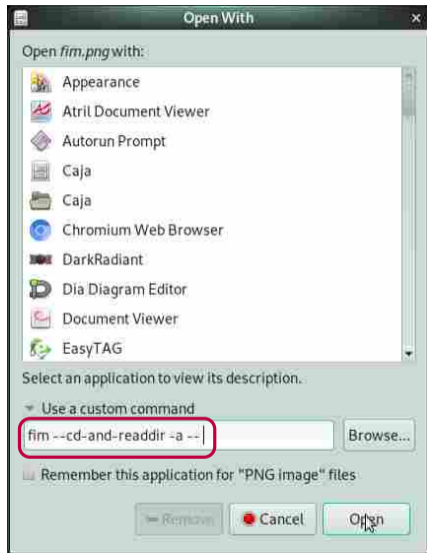 Open With
Open fim.png with:
Appearance
Atril Document Viewer
Autorun Prompt
Caja
Caja
Chromium Web Browser
DarkRadiant
Dia Diagram Editor
Document Viewer
EasyTAG
Select an application to view its description.
Use a custom command
fim --cd-and-readdir -a --
Browse...
Remember this application for "PNG image" files
Remove
Cancel
Open